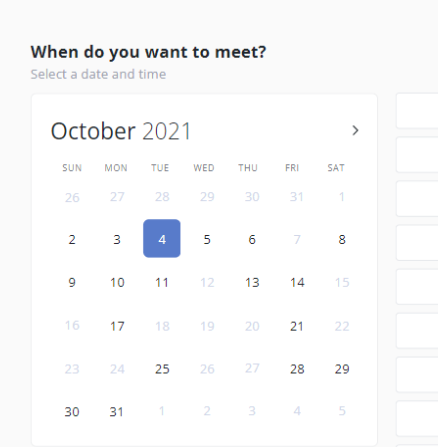 When do you want to meet?
Select a date and time
October 2021
SUN MON TUE WED THU FRI SAT
26 27 28 29 30 31 1
2 3 4 5 6 7 8
9 10 11 12 13 14 15
16 17 18 19 20 21 22
23 24 25 26 27 28 29
30 31 1 2 3 4 5